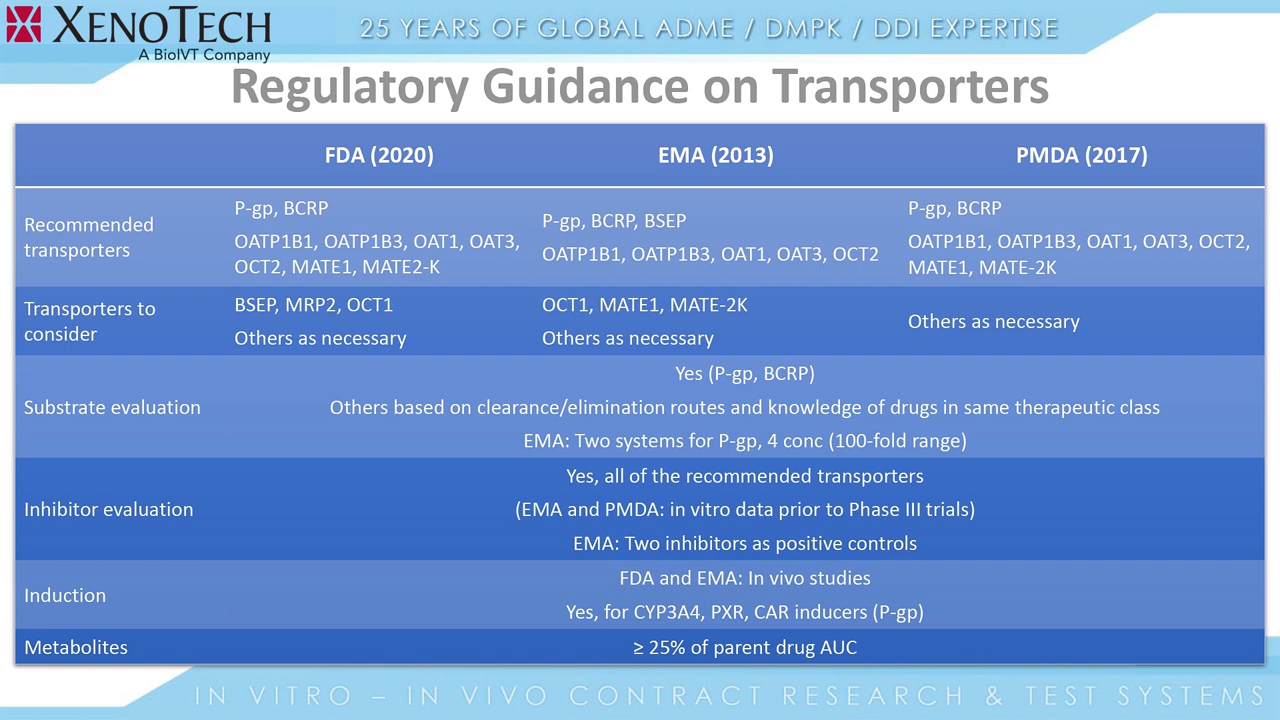 XENOTECH
A BioIVT Company
25 YEARS OF GLOBAL ADME / DMPK / DDI EXPERTISE
Regulatory Guidance on Transporters
FDA (2020)
EMA (2013)
PMDA (2017)
Recommended
transporters
P-gp, BCRP
OATP1B1, OATP1B3, OAT1, OAT3,
OCT2, MATE1, MATE2-K
P-gp, BCRP, BSEP
OATP1B1, OATP1B3, OAT1, OAT3, OCT2
P-gp, BCRP
OATP1B1, OATP1B3, OAT1, OAT3, OCT2,
MATE1, MATE-2K
Transporters to
consider
BSEP, MRP2, OCT1
Others as necessary
OCT1, MATE1, MATE-2K
Others as necessary
Others as necessary
Substrate evaluation
Yes (P-gp, BCRP)
Others based on clearance/elimination routes and knowledge of drugs in same therapeutic class
EMA: Two systems for P-gp, 4 conc (100-fold range)
Inhibitor evaluation
Yes, all of the recommended transporters
(EMA and PMDA: in vitro data prior to Phase III trials)
EMA: Two inhibitors as positive controls
Induction
FDA and EMA: In vivo studies
Yes, for CYP3A4, PXR, CAR inducers (P-gp)
Metabolites
≥ 25% of parent drug AUC
IN VITRO – IN VIVO CONTRACT RESEARCH & TEST SYSTEMS